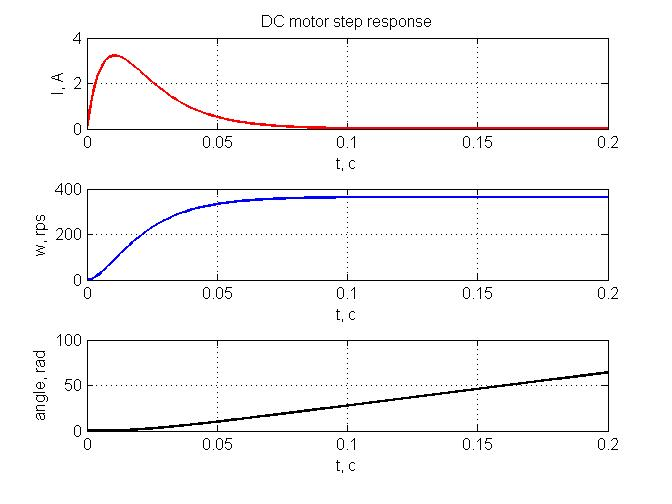 DC motor step response
4
2
0
I, A
0 0.05 0.1 0.15 0.2
t, c
400
200
0
w, rps
0 0.05 0.1 0.15 0.2
t, c
100
50
0
angle, rad
0 0.05 0.1 0.15 0.2
t, c